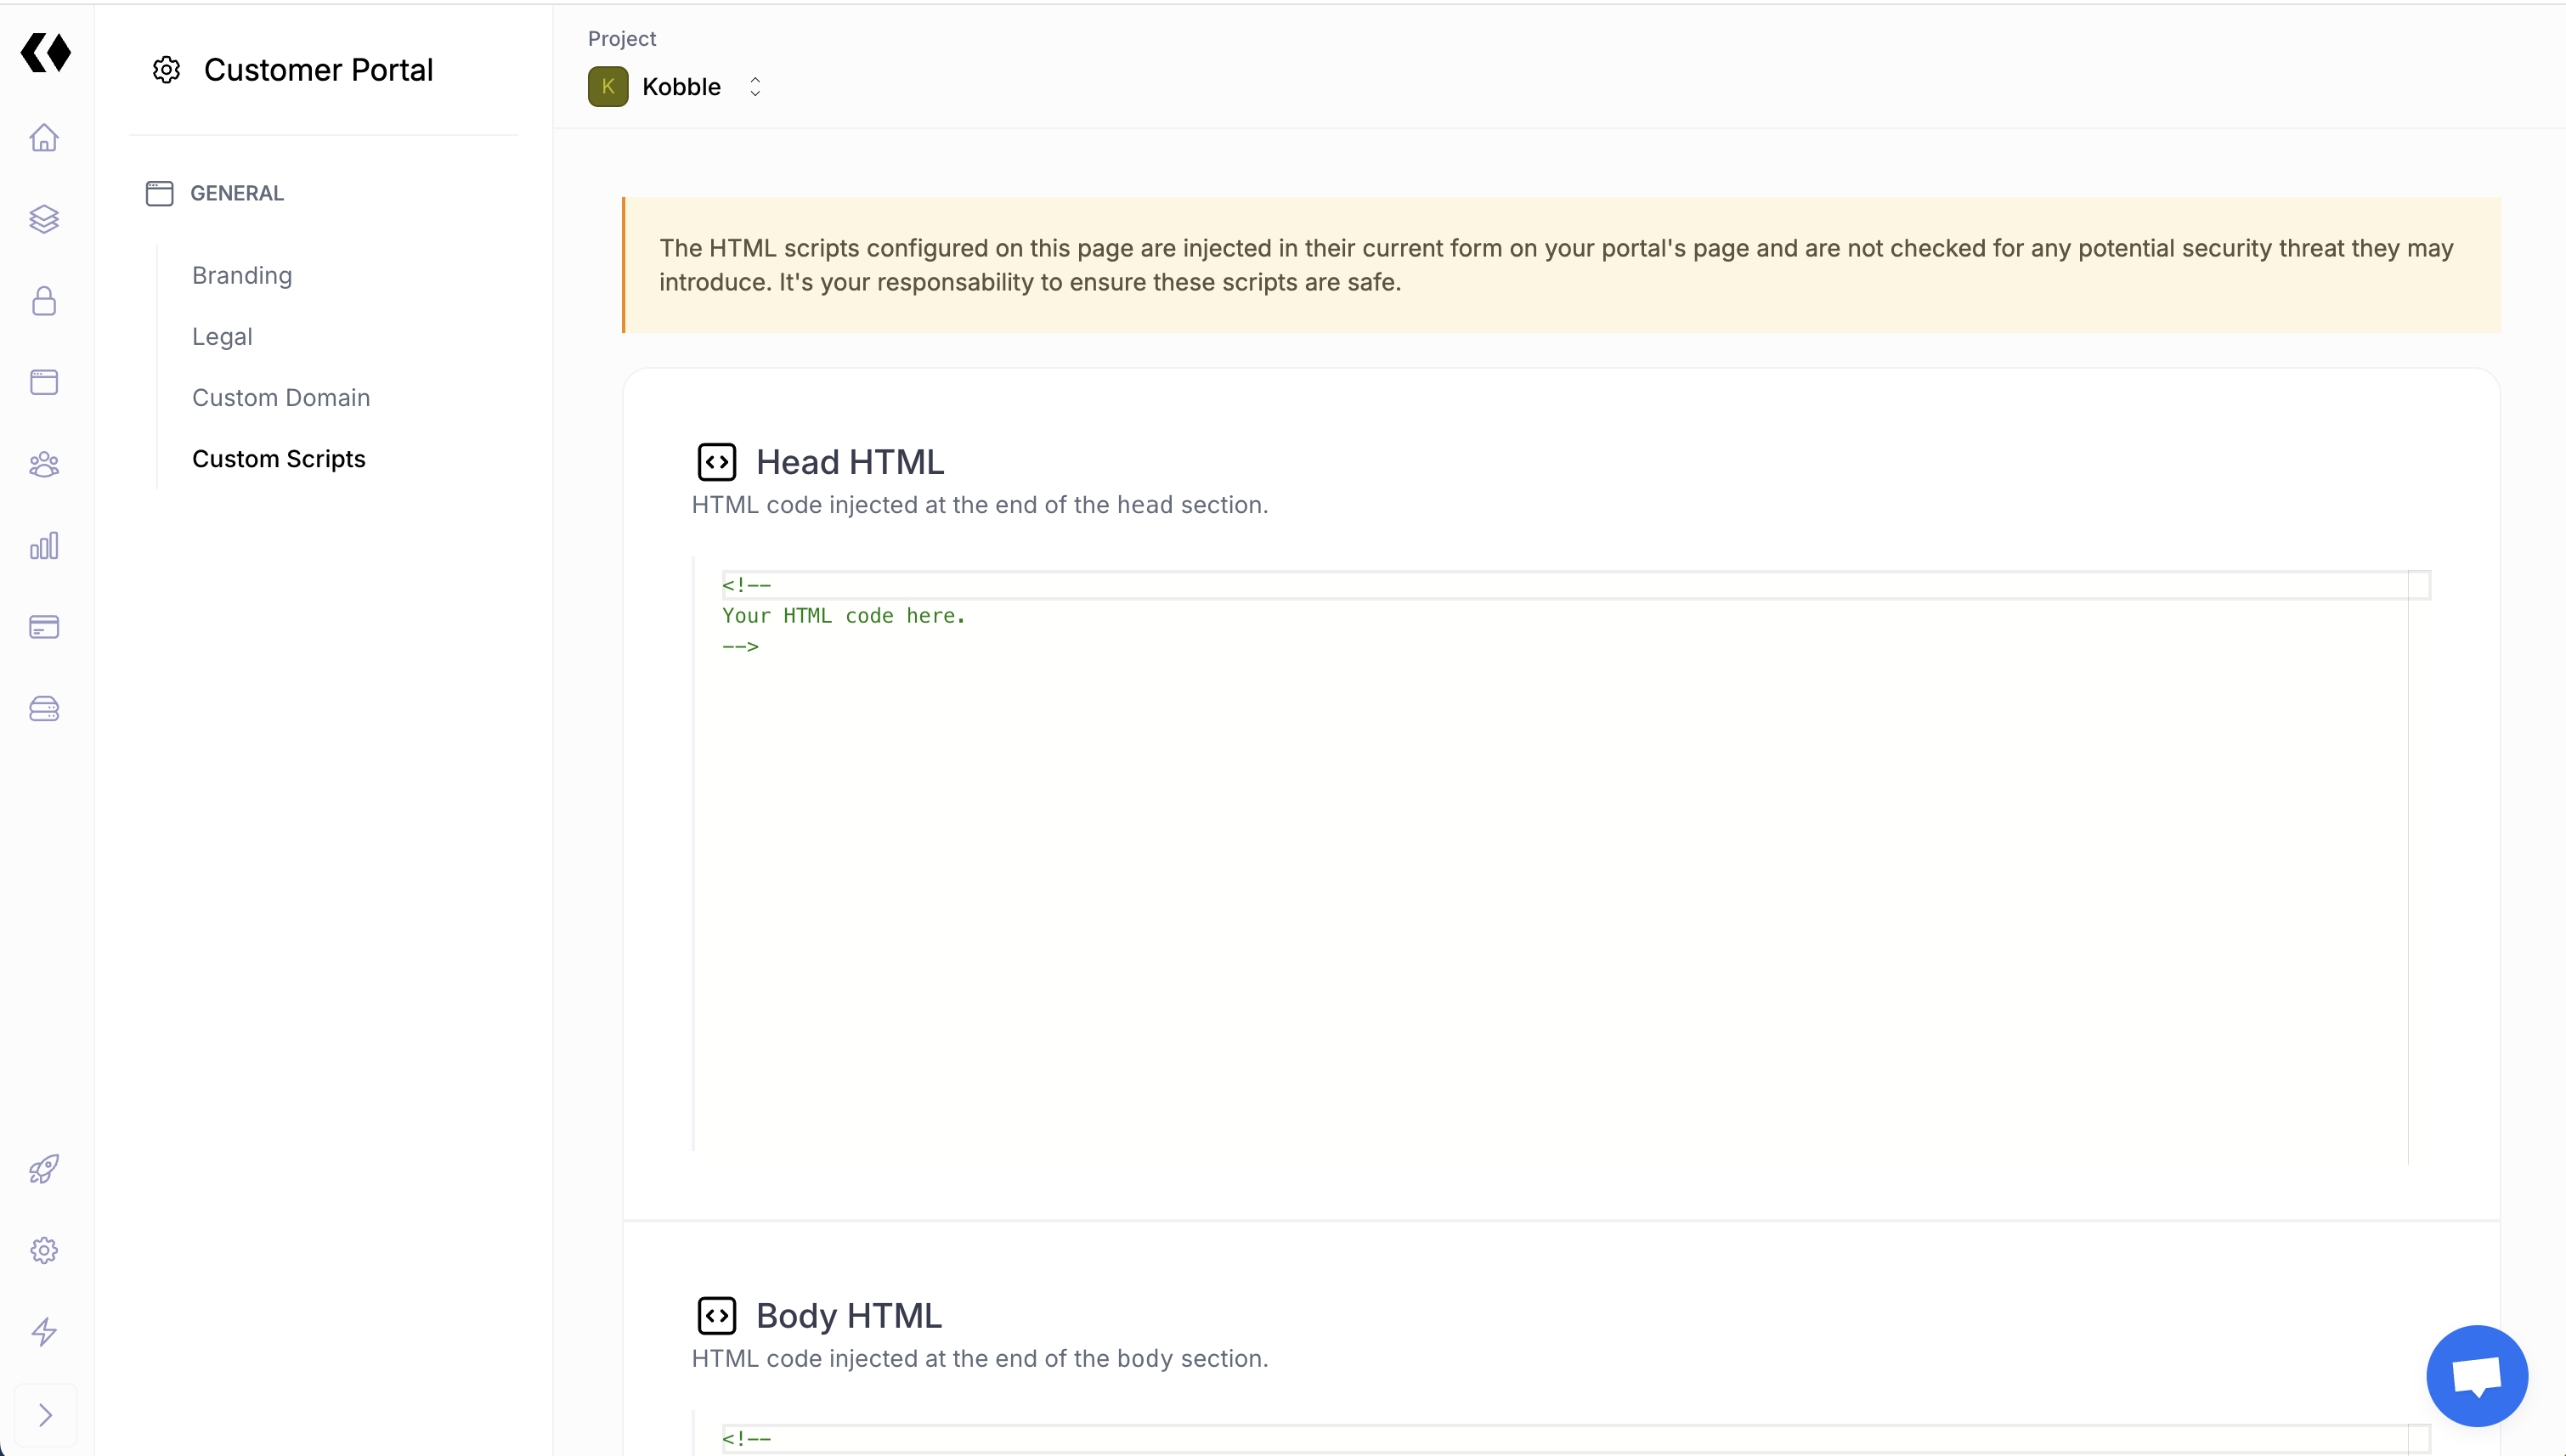 Customer Portal
GENERAL
Branding
Legal
Custom Domain
Custom Scripts
Project
K Kobble
The HTML scripts configured on this page are injected in their current form on your portal's page and are not checked for any potential security threat they may
introduce. It's your responsability to ensure these scripts are safe.
Head HTML
HTML code injected at the end of the head section.
<!--
Your HTML code here.
-->
Body HTML
HTML code injected at the end of the body section.
<!--